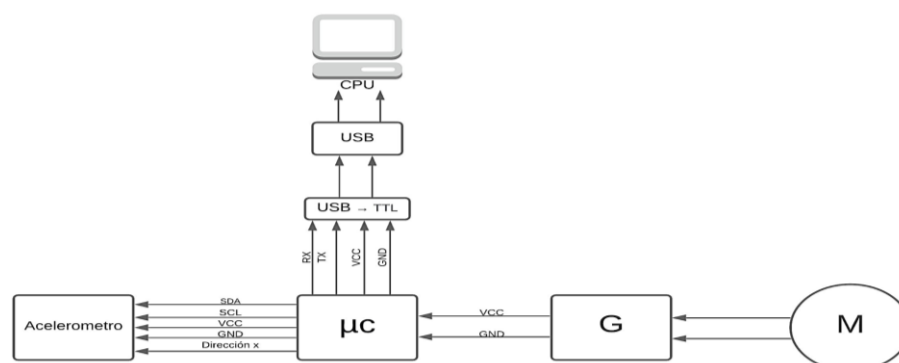 CPU
USB
USB → TTL
RX
TX
VCC
GND
Acelerometro
SDA
SCL
VCC
GND
Dirección x
µc
VCC
GND
G
M